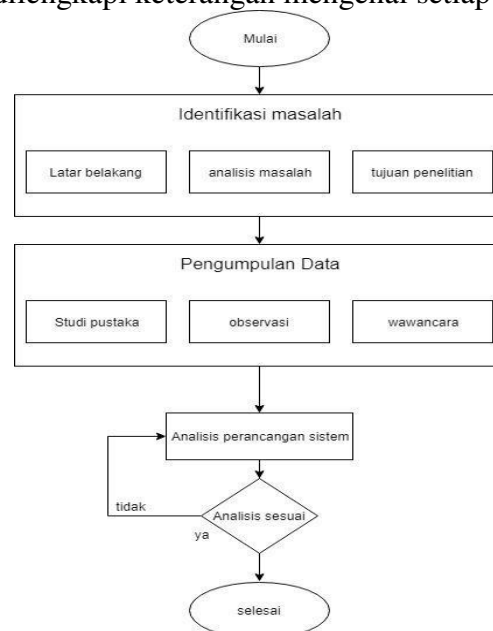 dilengkapi keterangan mengenai setiap
Mulai
Identifikasi masalah
Latar belakang
analisis masalah
tujuan penelitian
Pengumpulan Data
Studi pustaka
observasi
wawancara
Analisis perancangan sistem
tidak
Analisis sesuai
ya
selesai